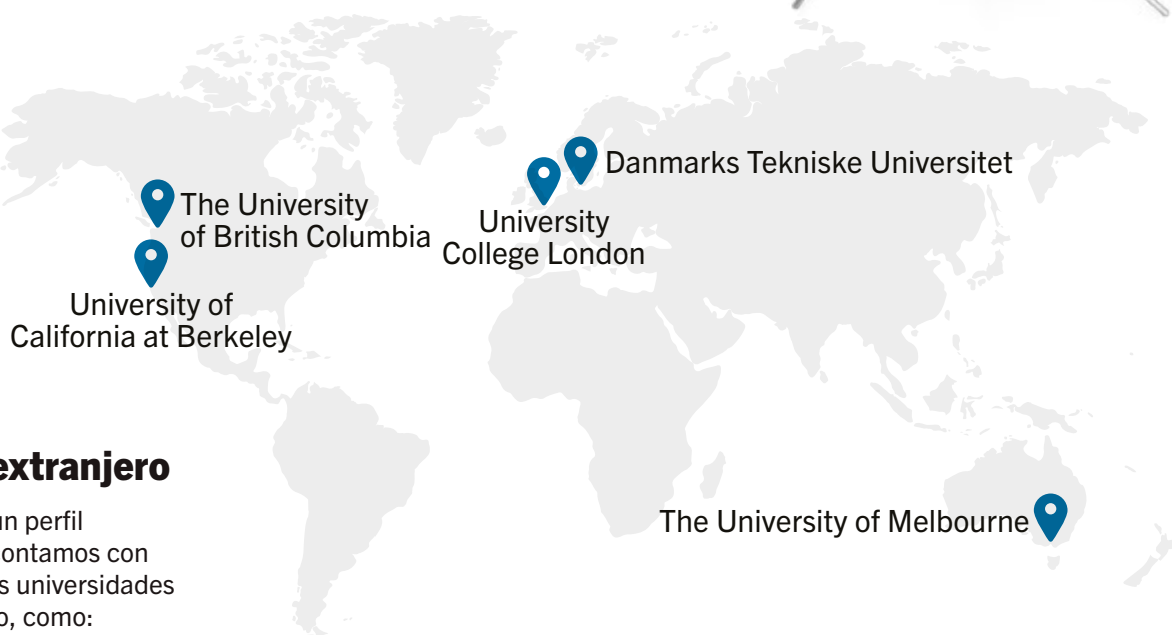 Danmarks Tekniske Universitet
The University
of British Columbia
University
College London
University of
California at Berkeley
extranjero
un perfil
ontamos con
s universidades
o, como:
The University of Melbourne